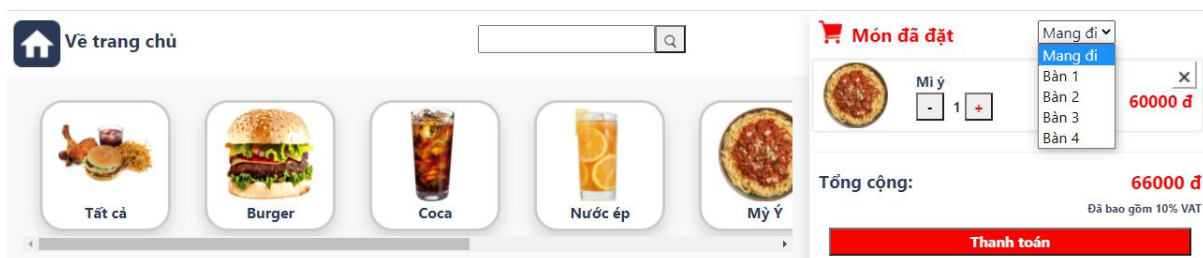 Về trang chủ
Tất cả
Burger
Coca
Nước ép
Mỳ Ý
Món đã đặt
Mang đi
Mang đi
Bàn 1
Bàn 2
Bàn 3
Bàn 4
Mì ý
- 1 +
X
60000 đ
Tổng cộng:
66000 đ
Đã bao gồm 10% VAT
Thanh toán